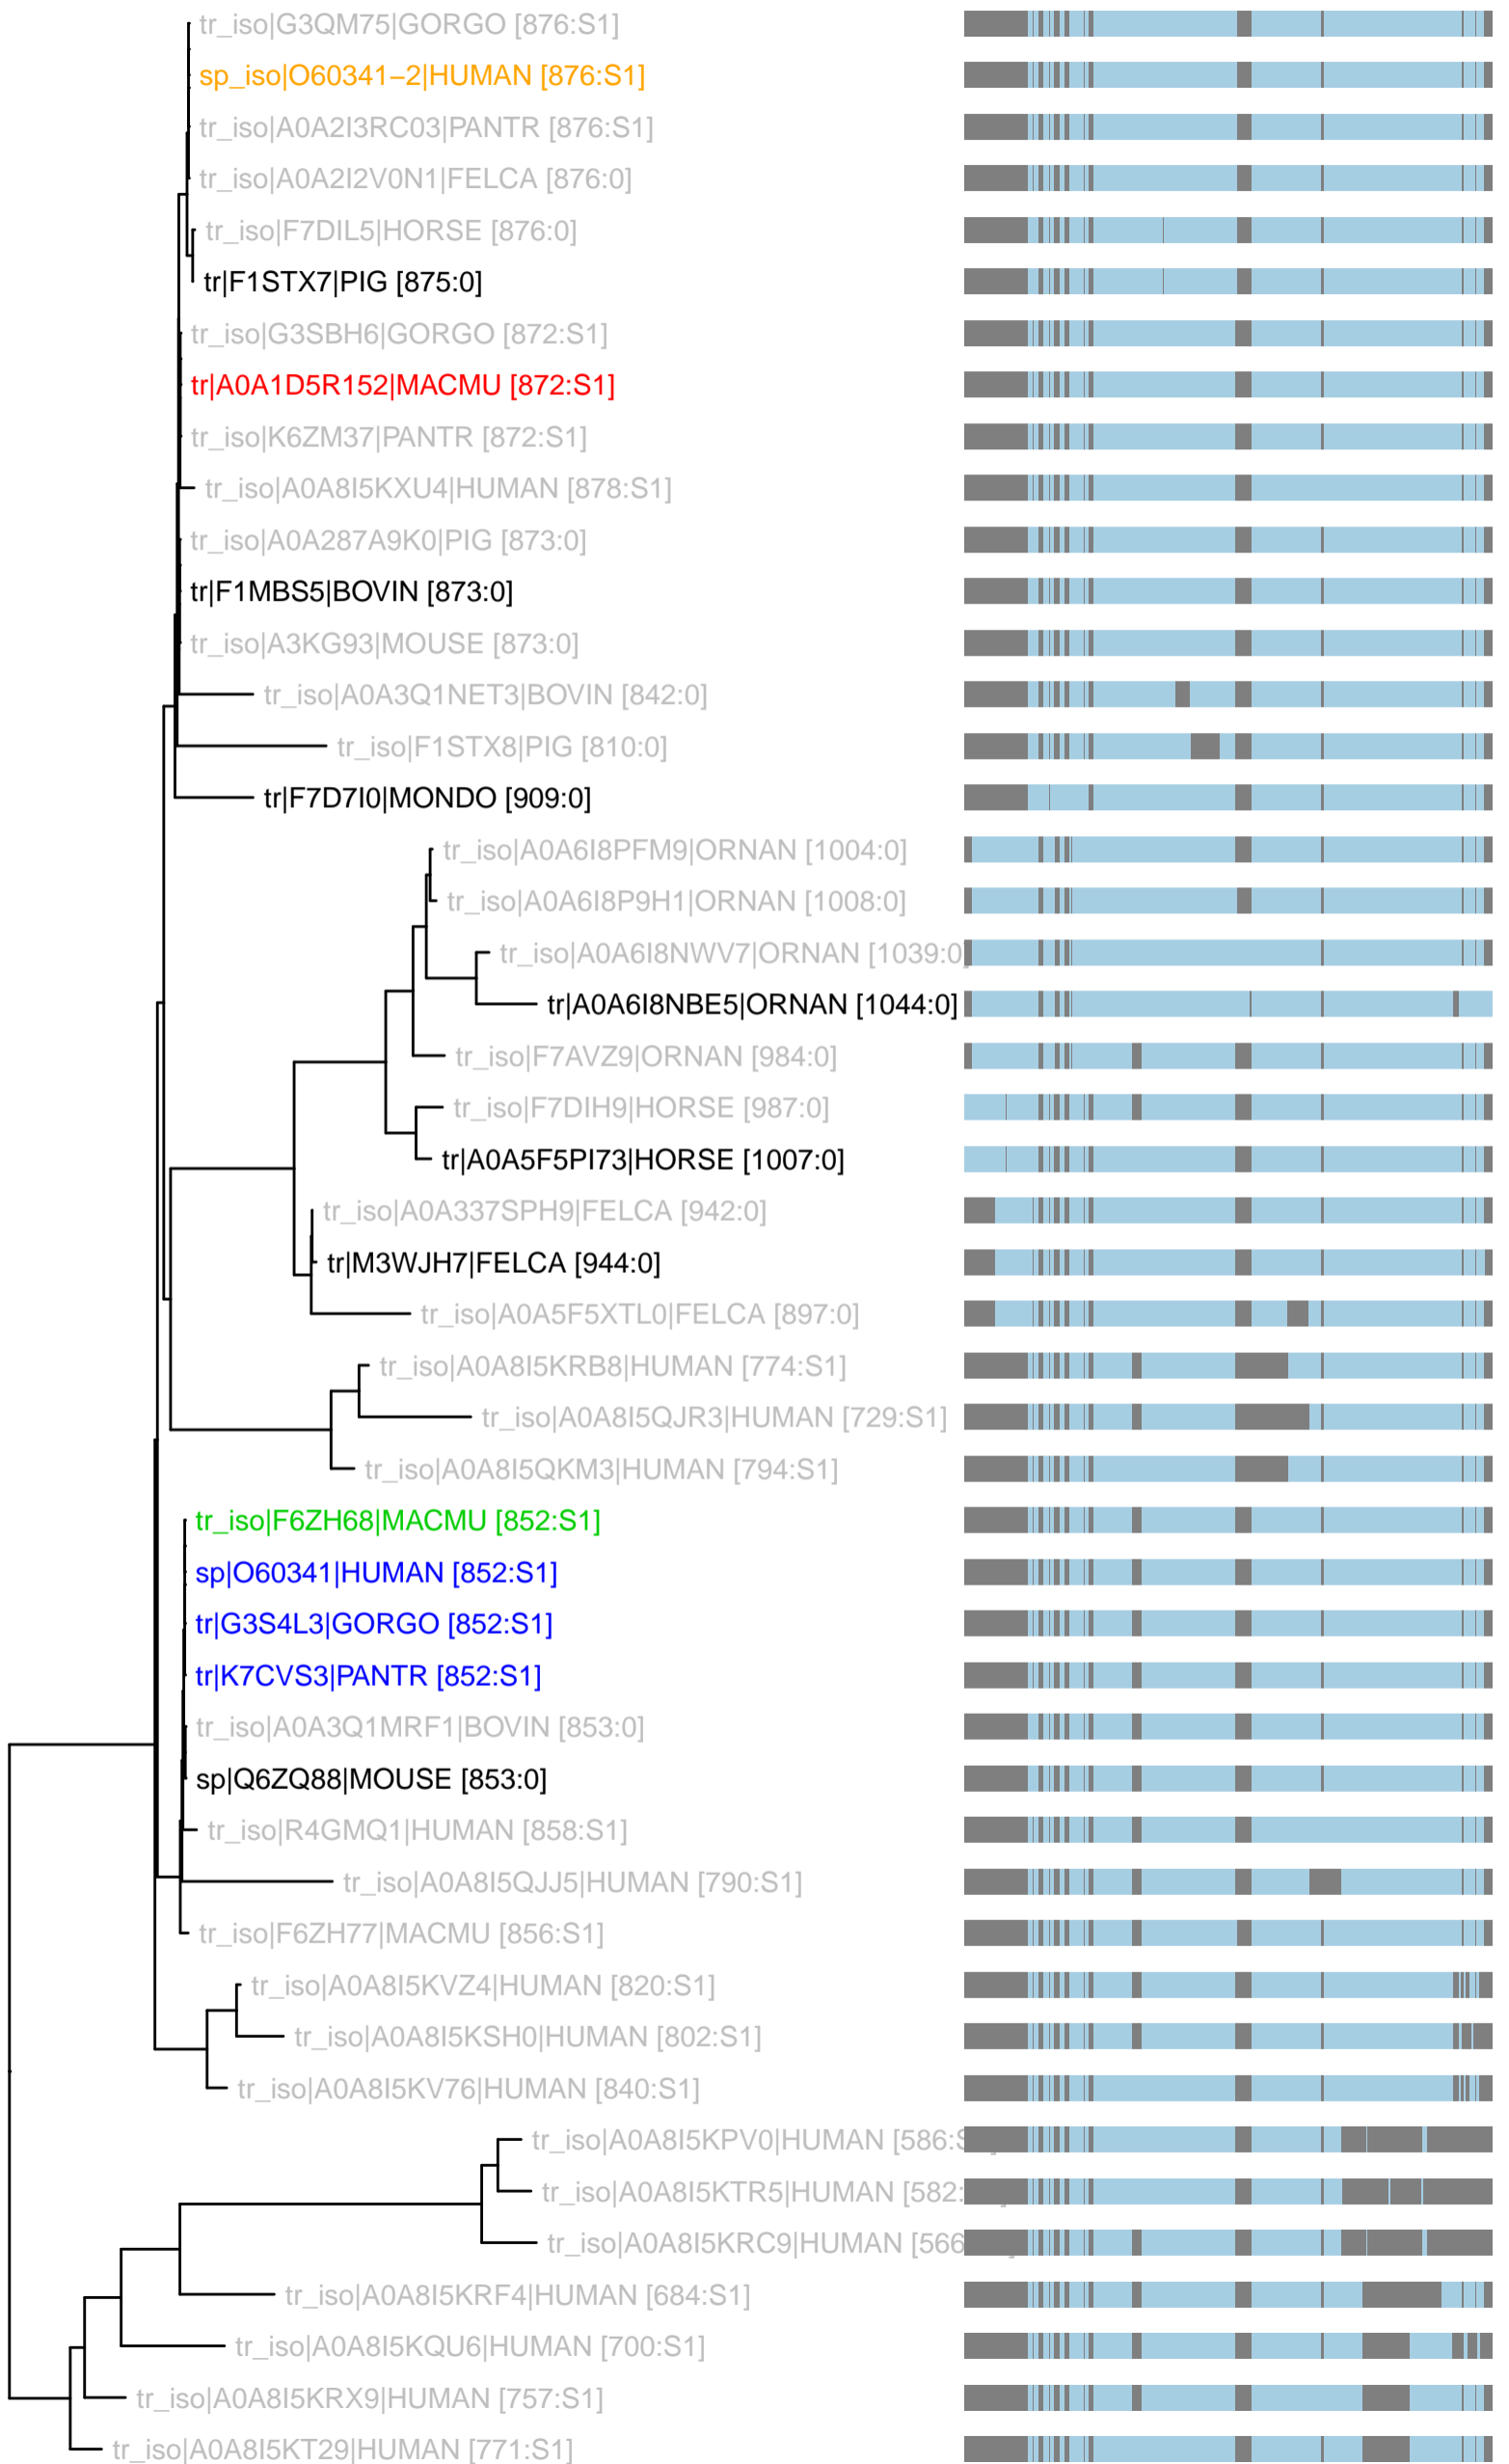 tr_iso|G3QM75|GORGO [876:S1]
sp_iso|O60341−2|HUMAN [876:S1]
tr_iso|A0A2I3RC03|PANTR [876:S1]
tr_iso|A0A2I2V0N1|FELCA [876:0]
tr_iso|F7DIL5|HORSE [876:0]
tr|F1STX7|PIG [875:0]
tr_iso|G3SBH6|GORGO [872:S1]
tr|A0A1D5R152|MACMU [872:S1]
tr_iso|K6ZM37|PANTR [872:S1]
tr_iso|A0A8I5KXU4|HUMAN [878:S1]
tr_iso|A0A287A9K0|PIG [873:0]
tr|F1MBS5|BOVIN [873:0]
tr_iso|A3KG93|MOUSE [873:0]
tr_iso|A0A3Q1NET3|BOVIN [842:0]
tr_iso|F1STX8|PIG [810:0]
tr|F7D7I0|MONDO [909:0]
tr_iso|A0A6I8PFM9|ORNAN [1004:0]
tr_iso|A0A6I8P9H1|ORNAN [1008:0]
tr_iso|A0A6I8NWV7|ORNAN [1039:0]
tr|A0A6I8NBE5|ORNAN [1044:0]
tr_iso|F7AVZ9|ORNAN [984:0]
tr_iso|F7DIH9|HORSE [987:0]
tr|A0A5F5PI73|HORSE [1007:0]
tr_iso|A0A337SPH9|FELCA [942:0]
tr|M3WJH7|FELCA [944:0]
tr_iso|A0A5F5XTL0|FELCA [897:0]
tr_iso|A0A8I5KRB8|HUMAN [774:S1]
tr_iso|A0A8I5QJR3|HUMAN [729:S1]
tr_iso|A0A8I5QKM3|HUMAN [794:S1]
tr_iso|F6ZH68|MACMU [852:S1]
sp|O60341|HUMAN [852:S1]
tr|G3S4L3|GORGO [852:S1]
tr|K7CVS3|PANTR [852:S1]
tr_iso|A0A3Q1MRF1|BOVIN [853:0]
sp|Q6ZQ88|MOUSE [853:0]
tr_iso|R4GMQ1|HUMAN [858:S1]
tr_iso|A0A8I5QJJ5|HUMAN [790:S1]
tr_iso|F6ZH77|MACMU [856:S1]
tr_iso|A0A8I5KVZ4|HUMAN [820:S1]
tr_iso|A0A8I5KSH0|HUMAN [802:S1]
tr_iso|A0A8I5KV76|HUMAN [840:S1]
tr_iso|A0A8I5KPV0|HUMAN [586:
tr_iso|A0A8I5KTR5|HUMAN [582:
tr_iso|A0A8I5KRC9|HUMAN [566
tr_iso|A0A8I5KRF4|HUMAN [684:S1]
tr_iso|A0A8I5KQU6|HUMAN [700:S1]
tr_iso|A0A8I5KRX9|HUMAN [757:S1]
tr_iso|A0A8I5KT29|HUMAN [771:S1]